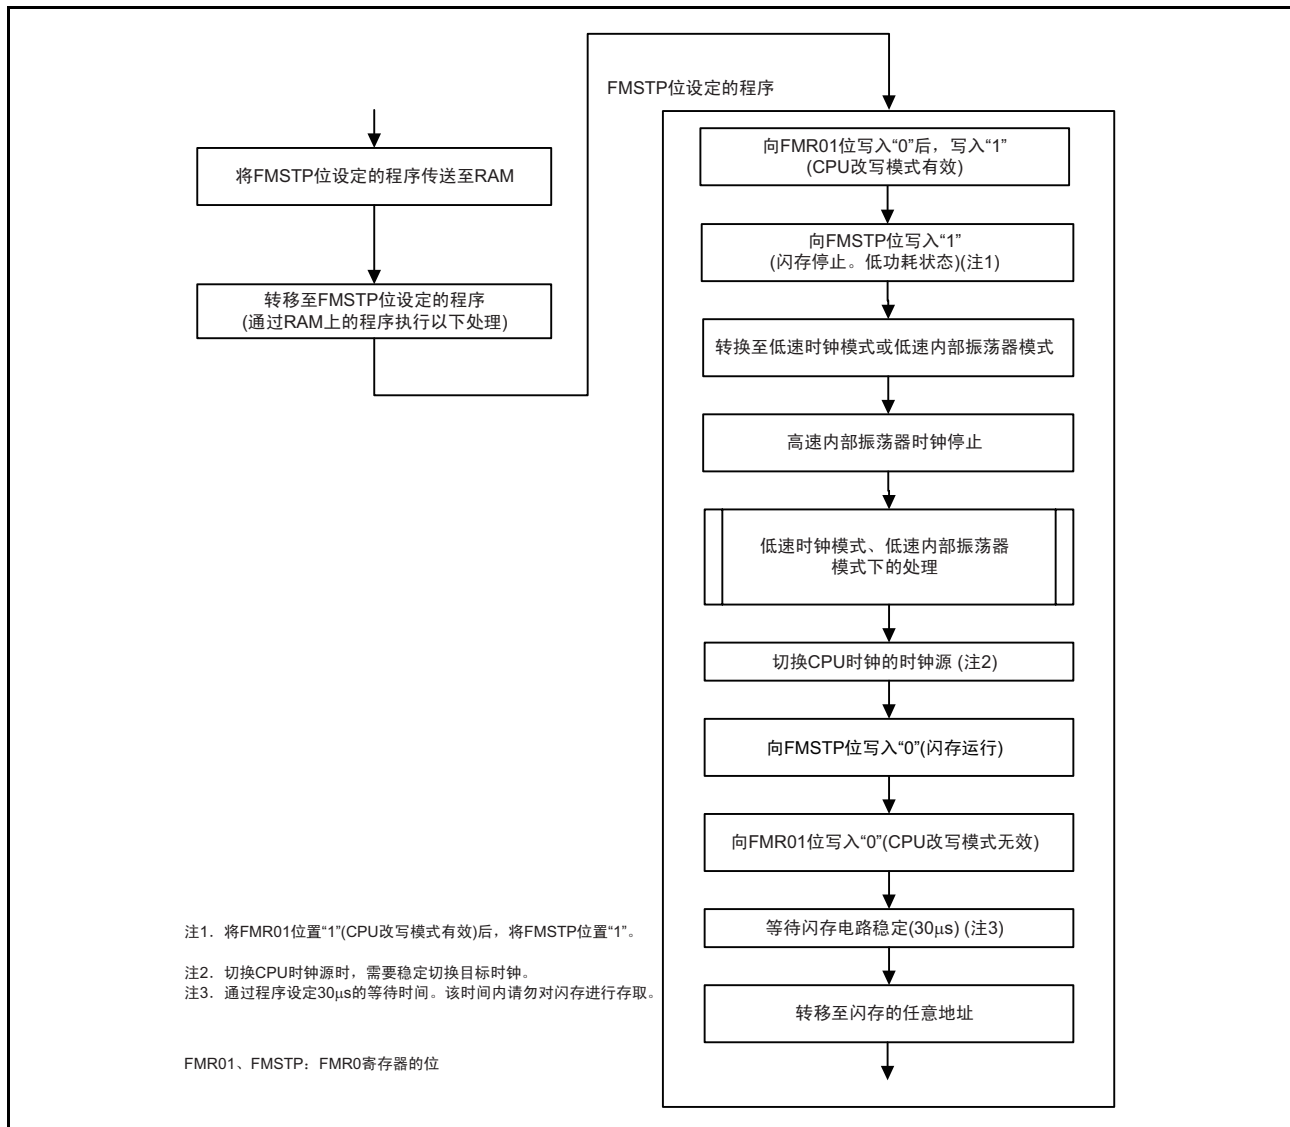 将FMSTP位设定的程序传送至RAM
转移至FMSTP位设定的程序
(通过RAM上的程序执行以下处理)
FMSTP位设定的程序
向FMR01位写入“0”后，写入“1”
(CPU改写模式有效)
向FMSTP位写入“1”
(闪存停止。低功耗状态)(注1)
转换至低速时钟模式或低速内部振荡器模式
高速内部振荡器时钟停止
低速时钟模式、低速内部振荡器
模式下的处理
切换CPU时钟的时钟源 (注2)
向FMSTP位写入“0”(闪存运行)
向FMR01位写入“0”(CPU改写模式无效)
等待闪存电路稳定(30μs) (注3)
转移至闪存的任意地址
注1．将FMR01位置“1”(CPU改写模式有效)后，将FMSTP位置“1”。
注2．切换CPU时钟源时，需要稳定切换目标时钟。
注3．通过程序设定30μs的等待时间。该时间内请勿对闪存进行存取。
FMR01、FMSTP：FMR0寄存器的位